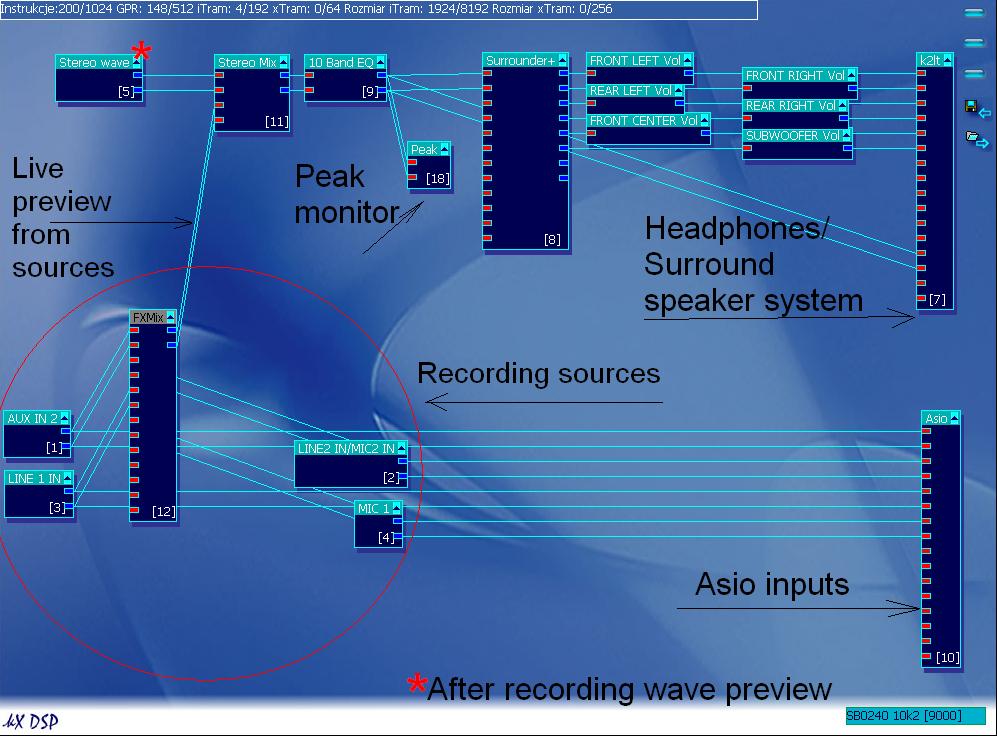 Instrukcje:200/1024 GPR: 148/512 iTram: 4/192 xTram: 0/64 Rozmiar iTram: 1924/8192 Rozmiar xTram: 0/256
Stereo wave
[5]
*
Stereo Mix
[11]
10 Band EQ
[9]
Peak
[18]
Surrounder+
[8]
FRONT LEFT Vol
REAR LEFT Vol
FRONT CENTER Vol
FRONT RIGHT Vol
REAR RIGHT Vol
SUBWOOFER Vol
k2lt
[7]
Live
preview
from
sources
Peak
monitor
Headphones/
Surround
speaker system
FXMix
[12]
Recording sources
AUX IN 2
[1]
LINE 1 IN
[3]
LINE2 IN/MIC2 IN
[2]
MIC 1
[4]
Asio
[10]
Asio inputs
*After recording wave preview
kX DSP
SB0240 10k2 [9000]